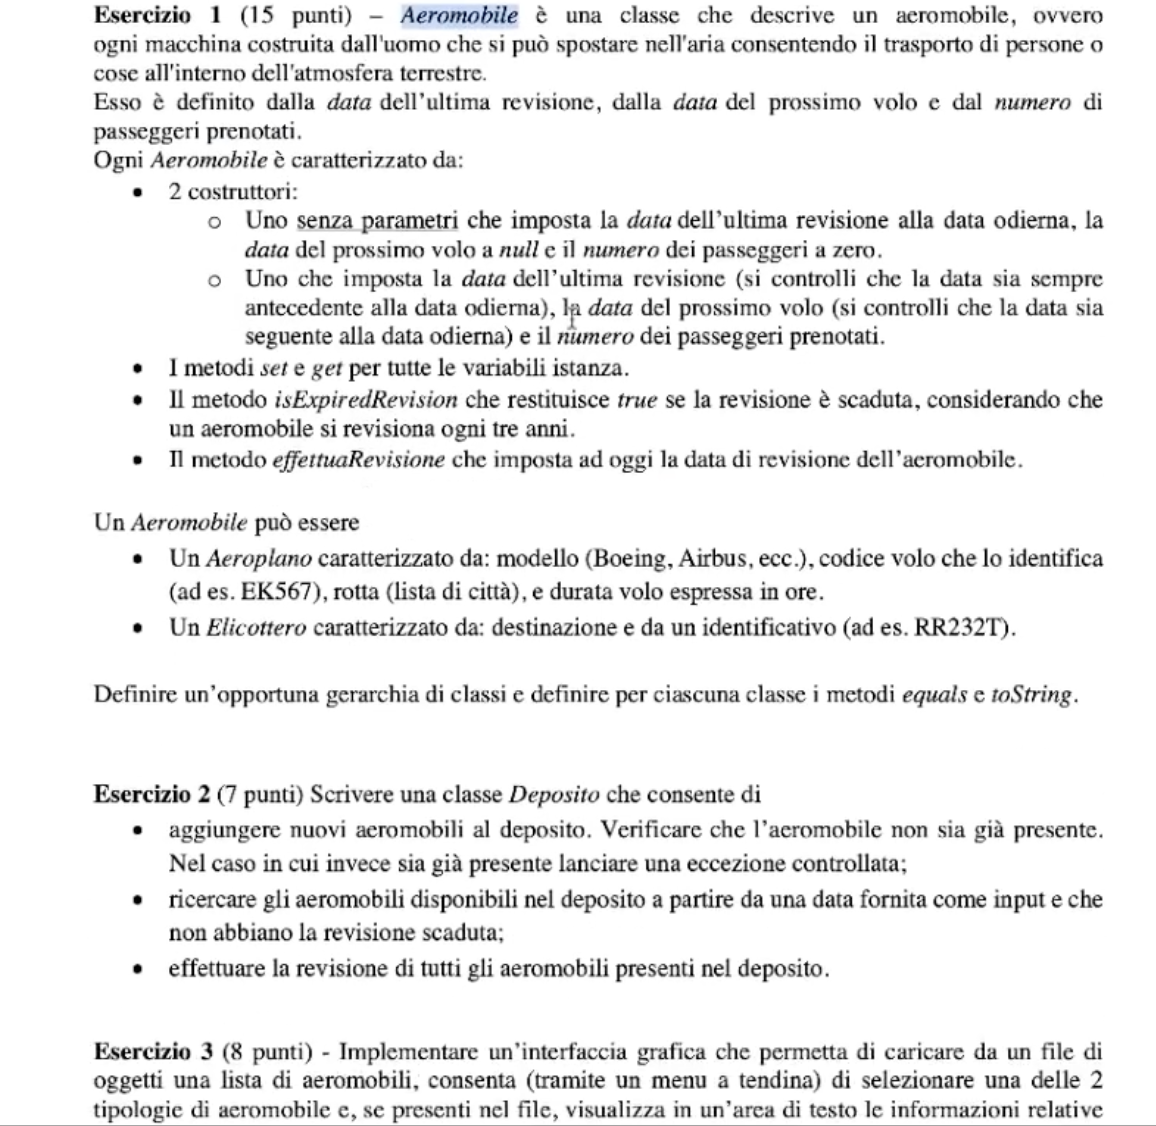 Esercizio 1 (15 punti) – Aeromobile è una classe che descrive un aeromobile, ovvero
ogni macchina costruita dall'uomo che si può spostare nell'aria consentendo il trasporto di persone o
cose all'interno dell'atmosfera terrestre.
Esso è definito dalla data dell'ultima revisione, dalla data del prossimo volo e dal numero di
passeggeri prenotati.
Ogni Aeromobile è caratterizzato da:
• 2 costruttori:
o Uno senza parametri che imposta la data dell'ultima revisione alla data odierna, la
data del prossimo volo a null e il numero dei passeggeri a zero.
o Uno che imposta la data dell'ultima revisione (si controlli che la data sia sempre
antecedente alla data odierna), la data del prossimo volo (si controlli che la data sia
seguente alla data odierna) e il numero dei passeggeri prenotati.
• I metodi set e get per tutte le variabili istanza.
• Il metodo isExpiredRevision che restituisce true se la revisione è scaduta, considerando che
un aeromobile si revisiona ogni tre anni.
• Il metodo effettuaRevisione che imposta ad oggi la data di revisione dell'aeromobile.
Un Aeromobile può essere
• Un Aeroplano caratterizzato da: modello (Boeing, Airbus, ecc.), codice volo che lo identifica
(ad es. EK567), rotta (lista di città), e durata volo espressa in ore.
• Un Elicottero caratterizzato da: destinazione e da un identificativo (ad es. RR232T).
Definire un'opportuna gerarchia di classi e definire per ciascuna classe i metodi equals e toString.
Esercizio 2 (7 punti) Scrivere una classe Deposito che consente di
• aggiungere nuovi aeromobili al deposito. Verificare che l'aeromobile non sia già presente.
Nel caso in cui invece sia già presente lanciare una eccezione controllata;
• ricercare gli aeromobili disponibili nel deposito a partire da una data fornita come input e che
non abbiano la revisione scaduta;
• effettuare la revisione di tutti gli aeromobili presenti nel deposito.
Esercizio 3 (8 punti) - Implementare un'interfaccia grafica che permetta di caricare da un file di
oggetti una lista di aeromobili, consenta (tramite un menu a tendina) di selezionare una delle 2
tipologie di aeromobile e, se presenti nel file, visualizza in un'area di testo le informazioni relative